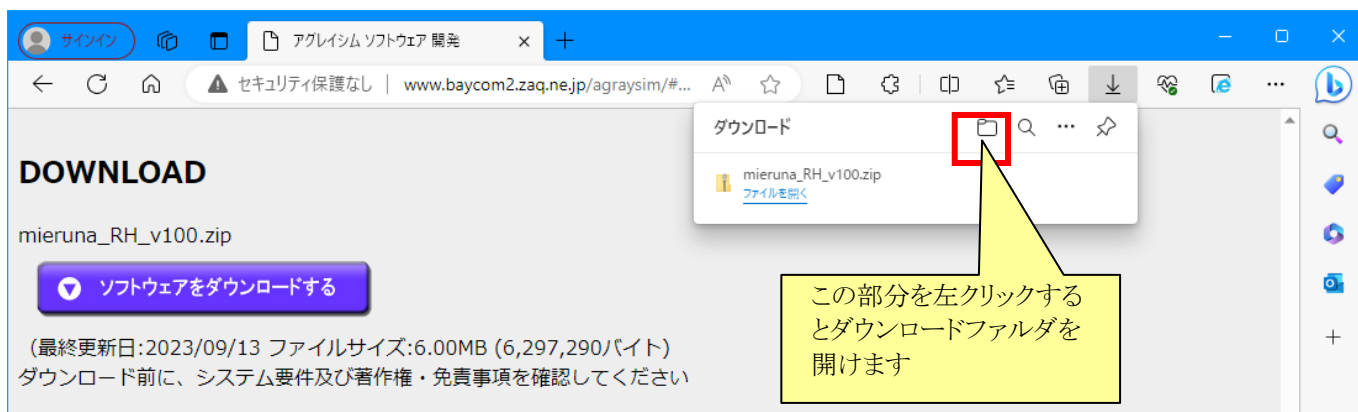 サインイン
アグレイシム ソフトウェア 開発
セキュリティ保護なし | www.baycom2.zaq.ne.jp/agraysim/#...
ダウンロード
mieruna_RH_v100.zip
ファイルを開く
DOWNLOAD
mieruna_RH_v100.zip
ソフトウェアをダウンロードする
(最終更新日:2023/09/13 ファイルサイズ:6.00MB (6,297,290バイト)
ダウンロード前に、システム要件及び著作権・免責事項を確認してください
この部分を左クリックする
とダウンロードファルダを
開けます